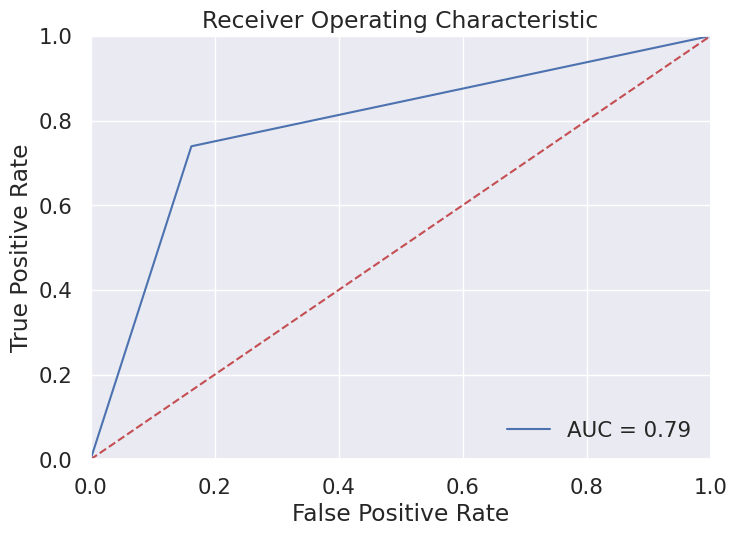 Receiver Operating Characteristic
1.0
0.8
0.6
0.4
0.2
0.0
True Positive Rate
AUC = 0.79
0.0 0.2 0.4 0.6 0.8 1.0
False Positive Rate